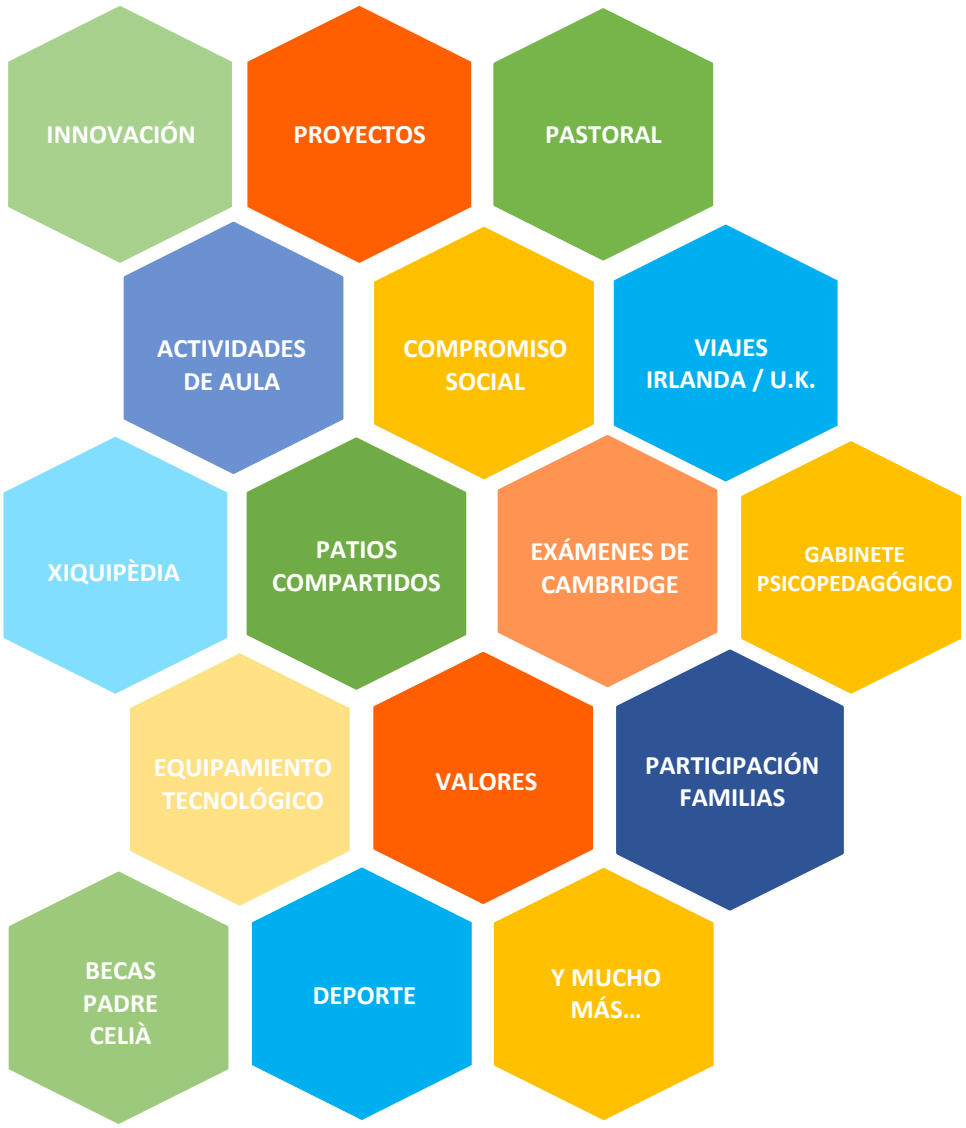 INNOVACIÓN
PROYECTOS
PASTORAL
ACTIVIDADES
DE AULA
COMPROMISO
SOCIAL
VIAJES
IRLANDA / U.K.
XIQUIPÈDIA
PATIOS
COMPARTIDOS
EXÁMENES DE
CAMBRIDGE
GABINETE
PSICOPEDAGÓGICO
EQUIPAMIENTO
TECNOLÓGICO
VALORES
PARTICIPACIÓN
FAMILIAS
BECAS
PADRE
CELIÀ
DEPORTE
Y MUCHO
MÁS…